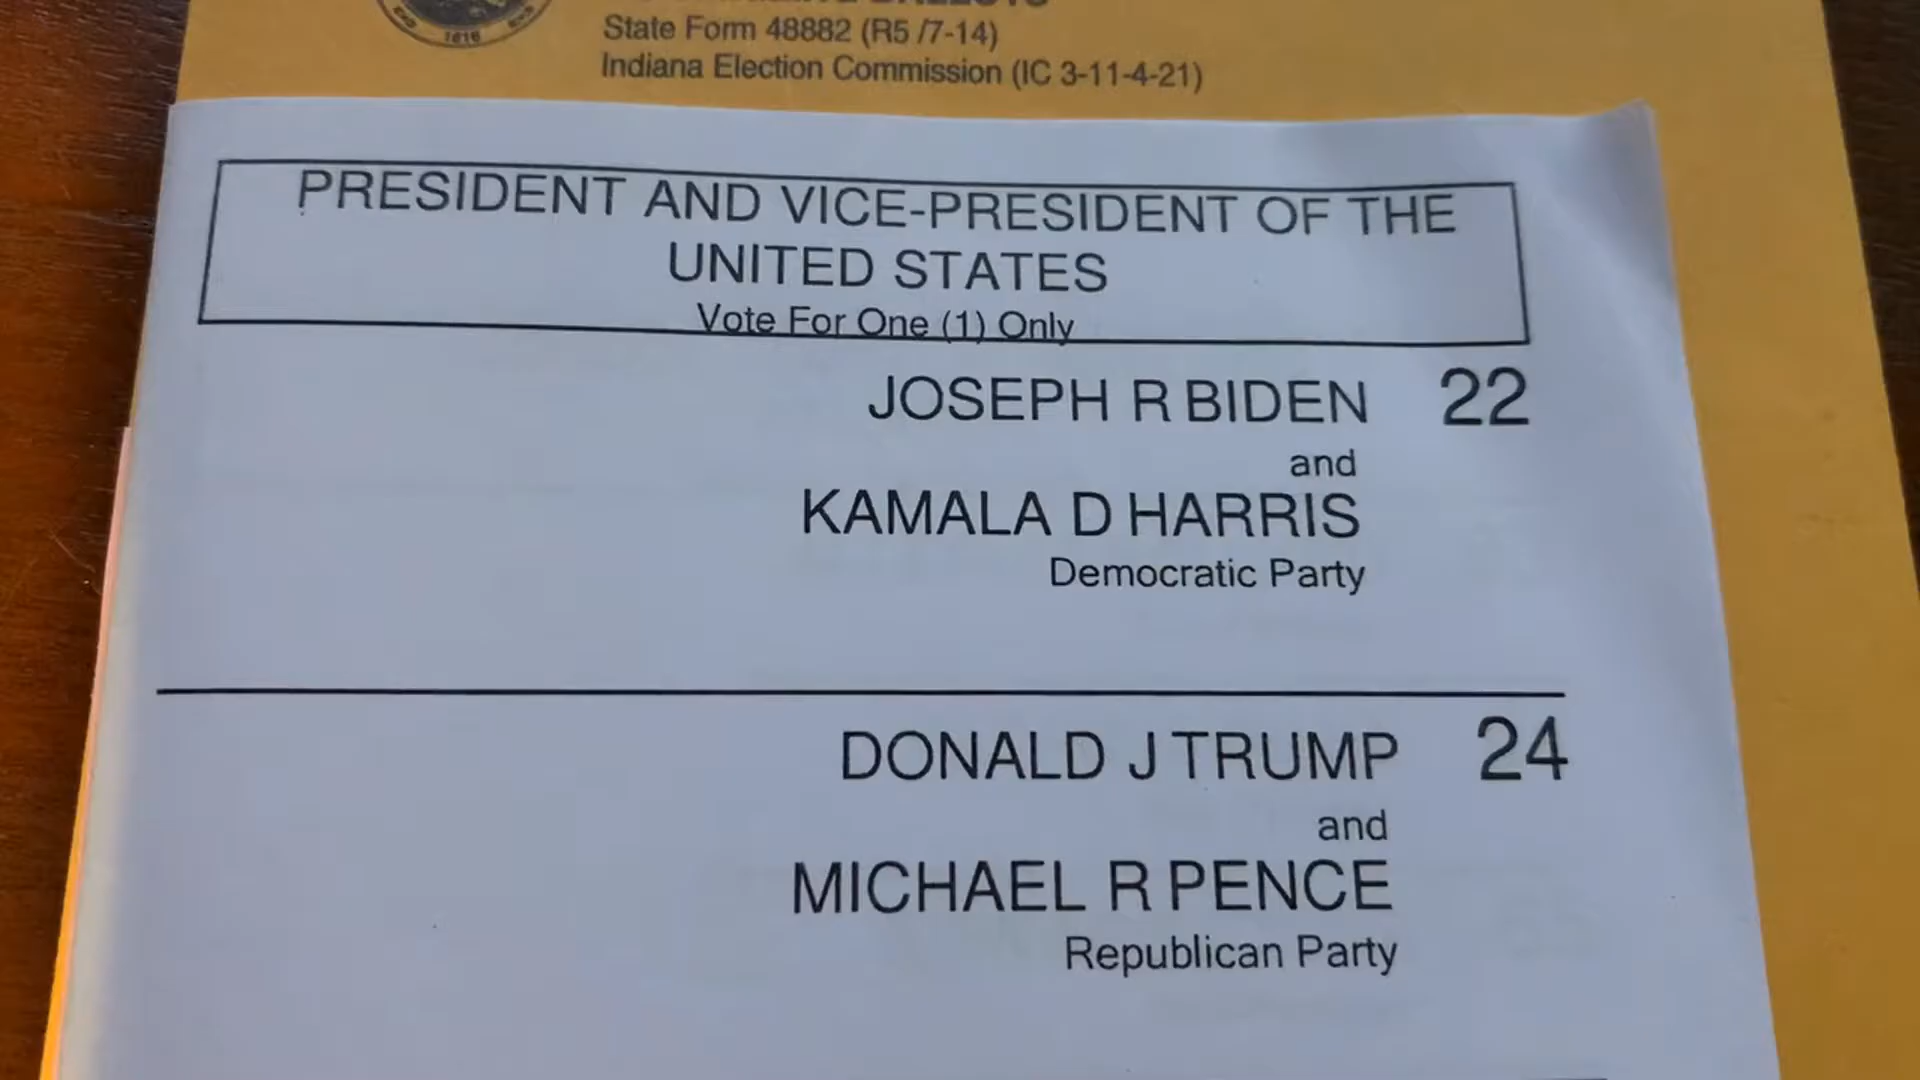 1816
State Form 48882 (R5 /7-14)
Indiana Election Commission (IC 3-11-4-21)
PRESIDENT AND VICE-PRESIDENT OF THE
UNITED STATES
Vote For One (1) Only
JOSEPH R BIDEN 22
and
KAMALA D HARRIS
Democratic Party
DONALD J TRUMP 24
and
MICHAEL R PENCE
Republican Party